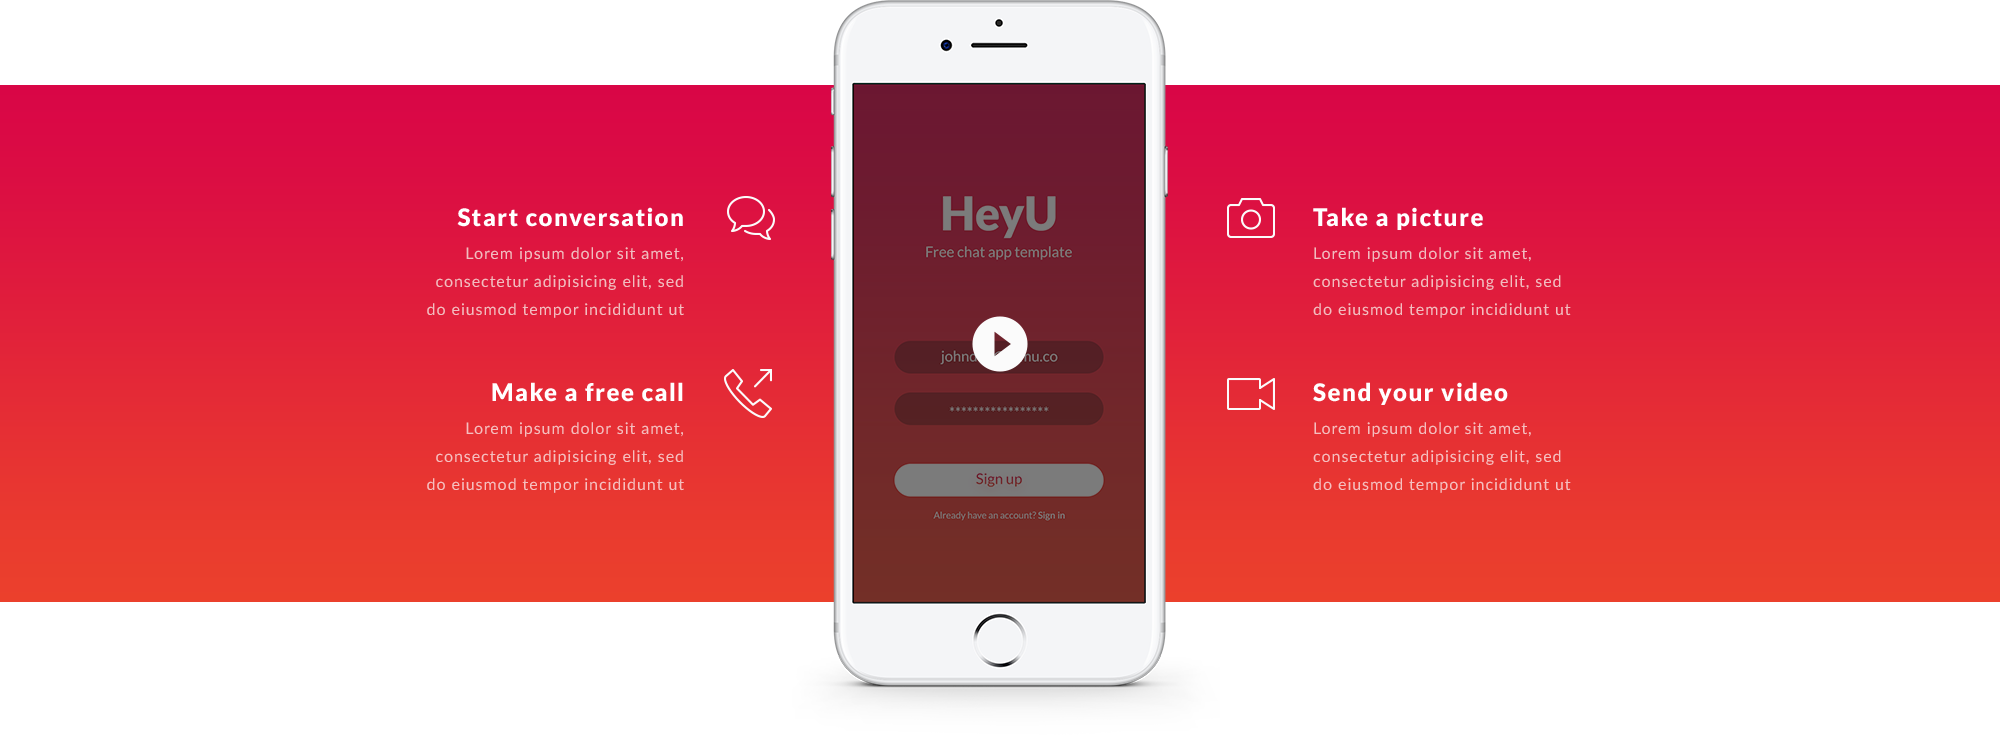 Start conversation
Lorem ipsum dolor sit amet,
consectetur adipisicing elit, sed
do eiusmod tempor incididunt ut
Make a free call
Lorem ipsum dolor sit amet,
consectetur adipisicing elit, sed
do eiusmod tempor incididunt ut
HeyU
Free chat app template
Sign up
Already have an account? Sign in
Take a picture
Lorem ipsum dolor sit amet,
consectetur adipisicing elit, sed
do eiusmod tempor incididunt ut
Send your video
Lorem ipsum dolor sit amet,
consectetur adipisicing elit, sed
do eiusmod tempor incididunt ut